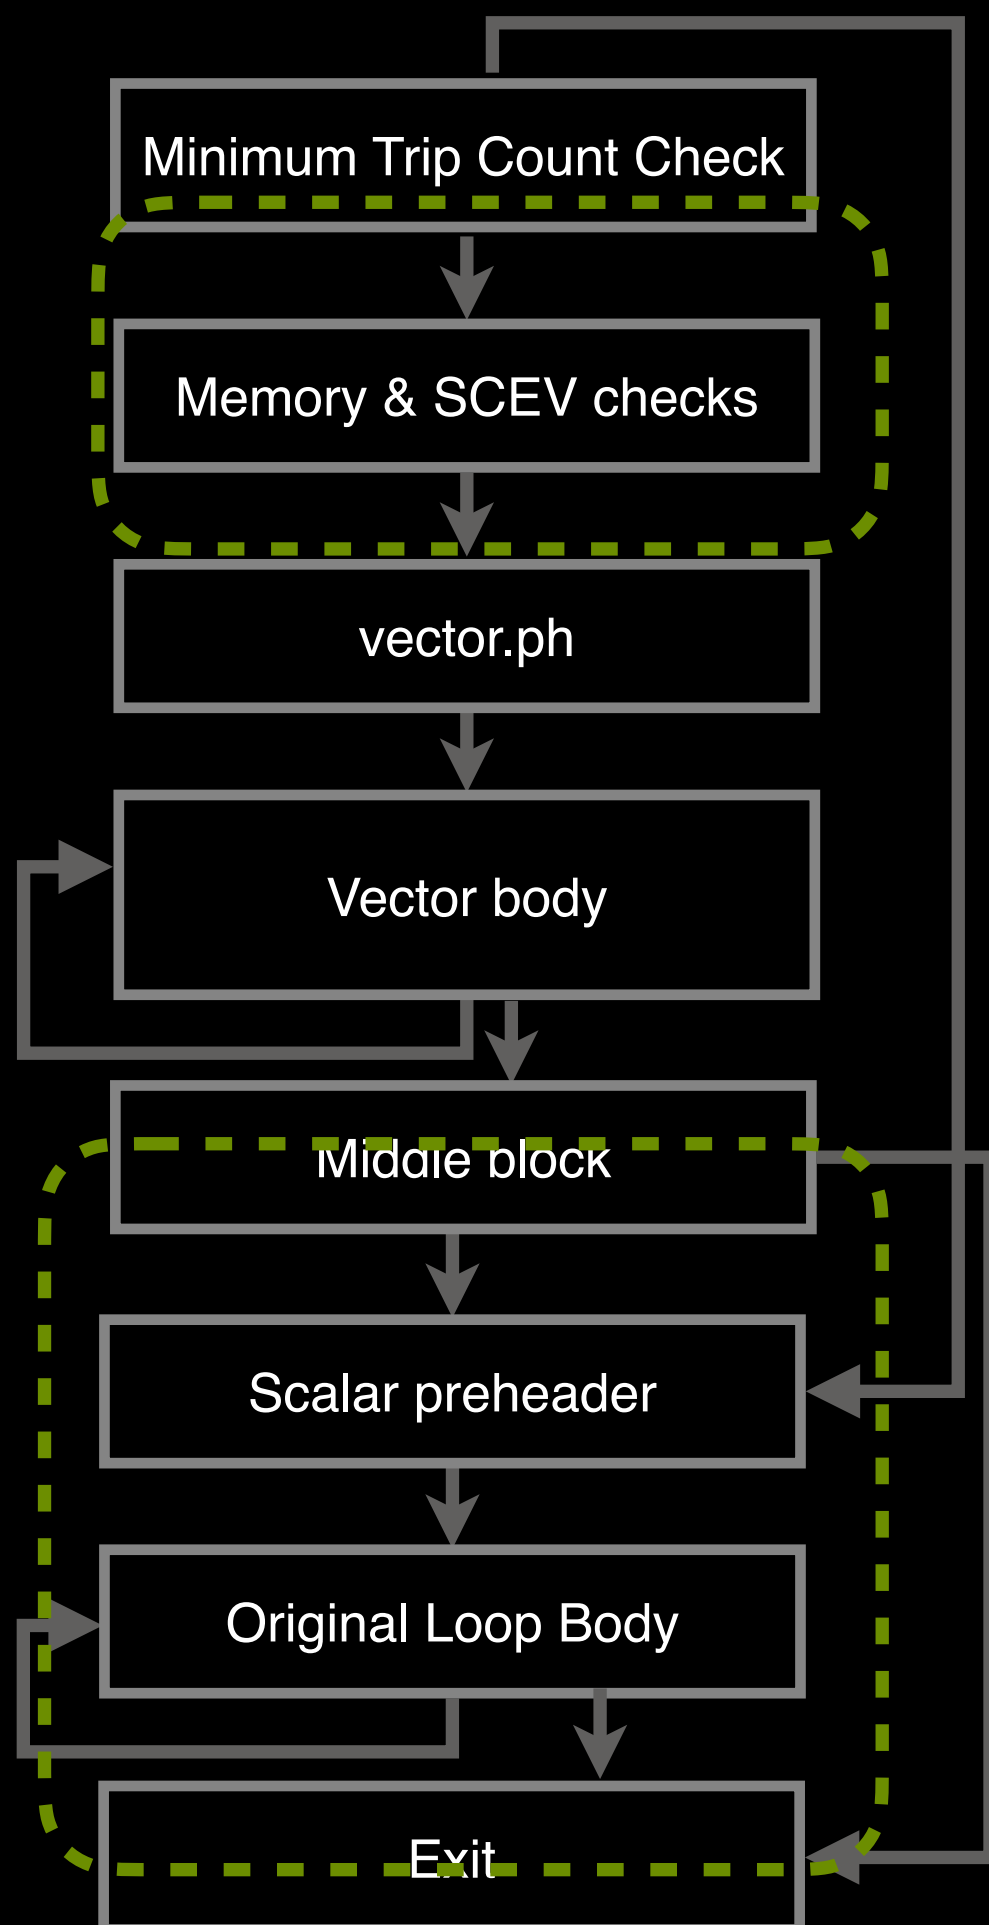 Minimum Trip Count Check
Memory & SCEV checks
vector.ph
Vector body
Middle block
Scalar preheader
Original Loop Body
Exit